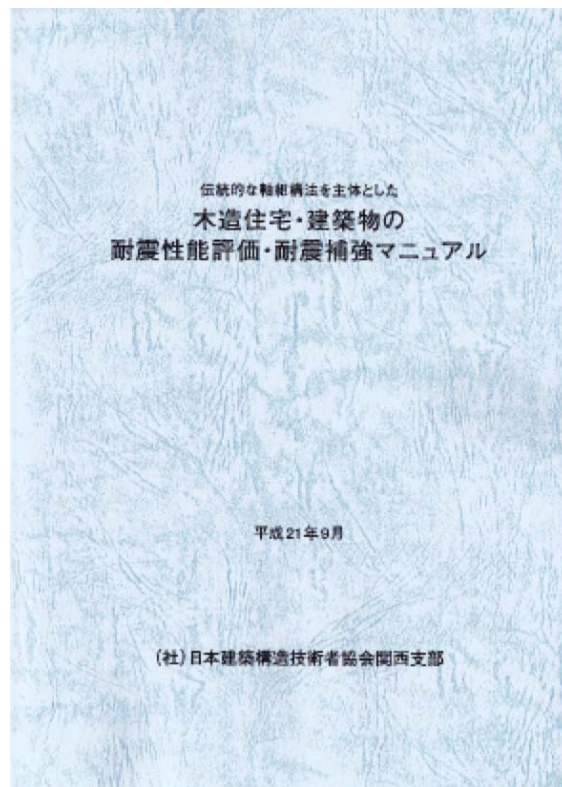 伝統的な軸組構法を主体とした
木造住宅・建築物の
耐震性能評価・耐震補強マニュアル
平成21年9月
(社)日本建築構造技術者協会関西支部